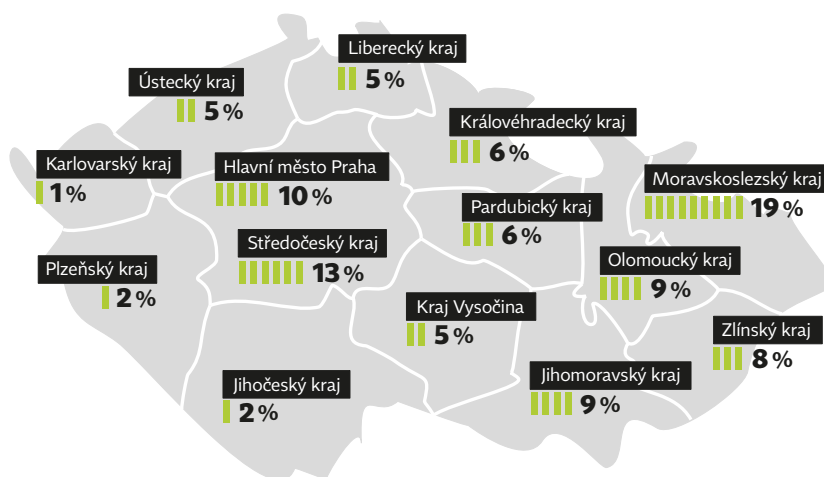 Liberecký kraj
5 %
Ústecký kraj
5 %
Královéhradecký kraj
6 %
Karlovarský kraj
1 %
Hlavní město Praha
10 %
Moravskoslezský kraj
19 %
Pardubický kraj
6 %
Středočeský kraj
13 %
Plzeňský kraj
2 %
Olomoucký kraj
9 %
Kraj Vysočina
5 %
Zlínský kraj
8 %
Jihočeský kraj
2 %
Jihomoravský kraj
9 %